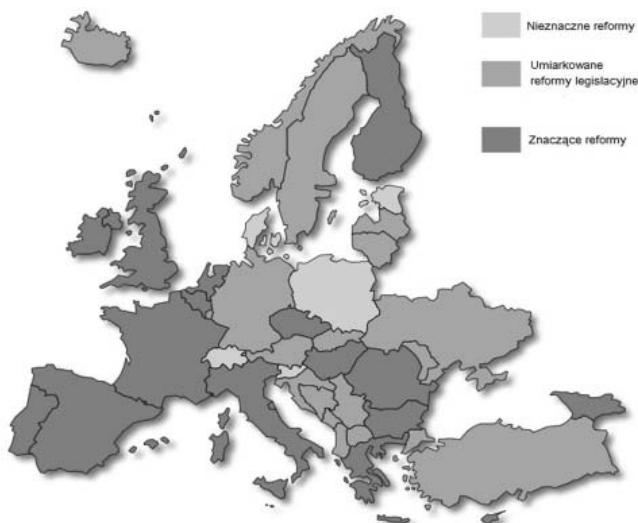 Nieznaczne reformy
Umiarkowane
reformy legislacyjne
Znaczące reformy